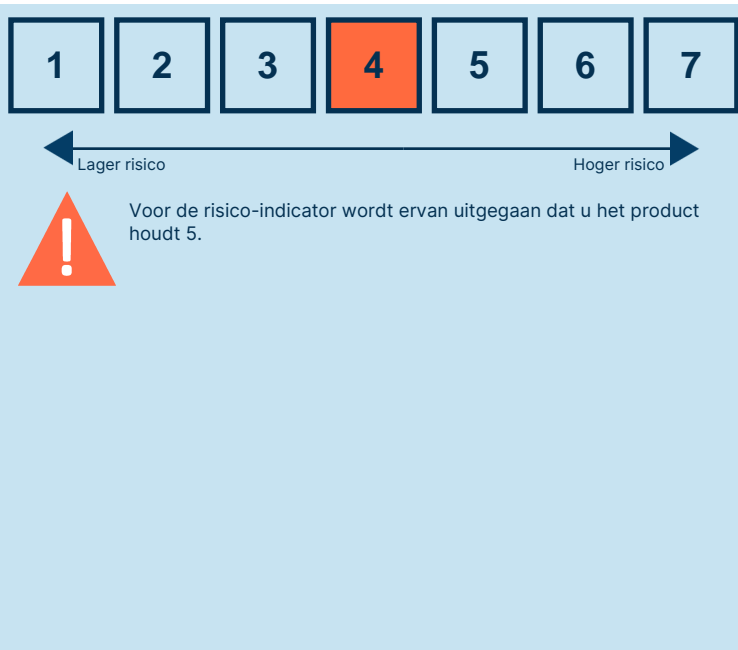 1 2 3 4 5 6 7
Lager risico Hoger risico
Voor de risico-indicator wordt ervan uitgegaan dat u het product
houdt 5.